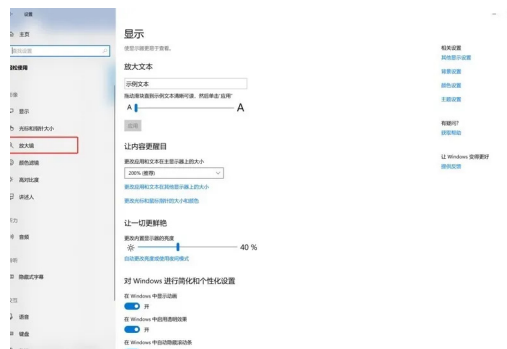 设置
主页
查找设置
轻松使用
显示
光标和指针大小
放大镜
颜色滤镜
高对比度
讲述人
音频
隐藏式字幕
语音
键盘
显示
使显示器更易于查看。
放大文本
示例文本
拖动滑块直到示例文本清晰可读，然后单击"应用"
A
A
应用
让内容更醒目
更改应用和文本在主显示器上的大小
200% (推荐)
更改应用和文本在其他显示器上的大小
更改光标和鼠标指针的大小和颜色
让一切更鲜艳
更改内置显示器的亮度
40 %
自动更改亮度或使用夜间模式
对 Windows 进行简化和个性化设置
在 Windows 中显示动画
开
在 Windows 中启用透明效果
开
在 Windows 中自动隐藏滚动条
相关设置
其他显示设置
背景设置
颜色设置
主题设置
有疑问?
获取帮助
让 Windows 变得更好
提供反馈